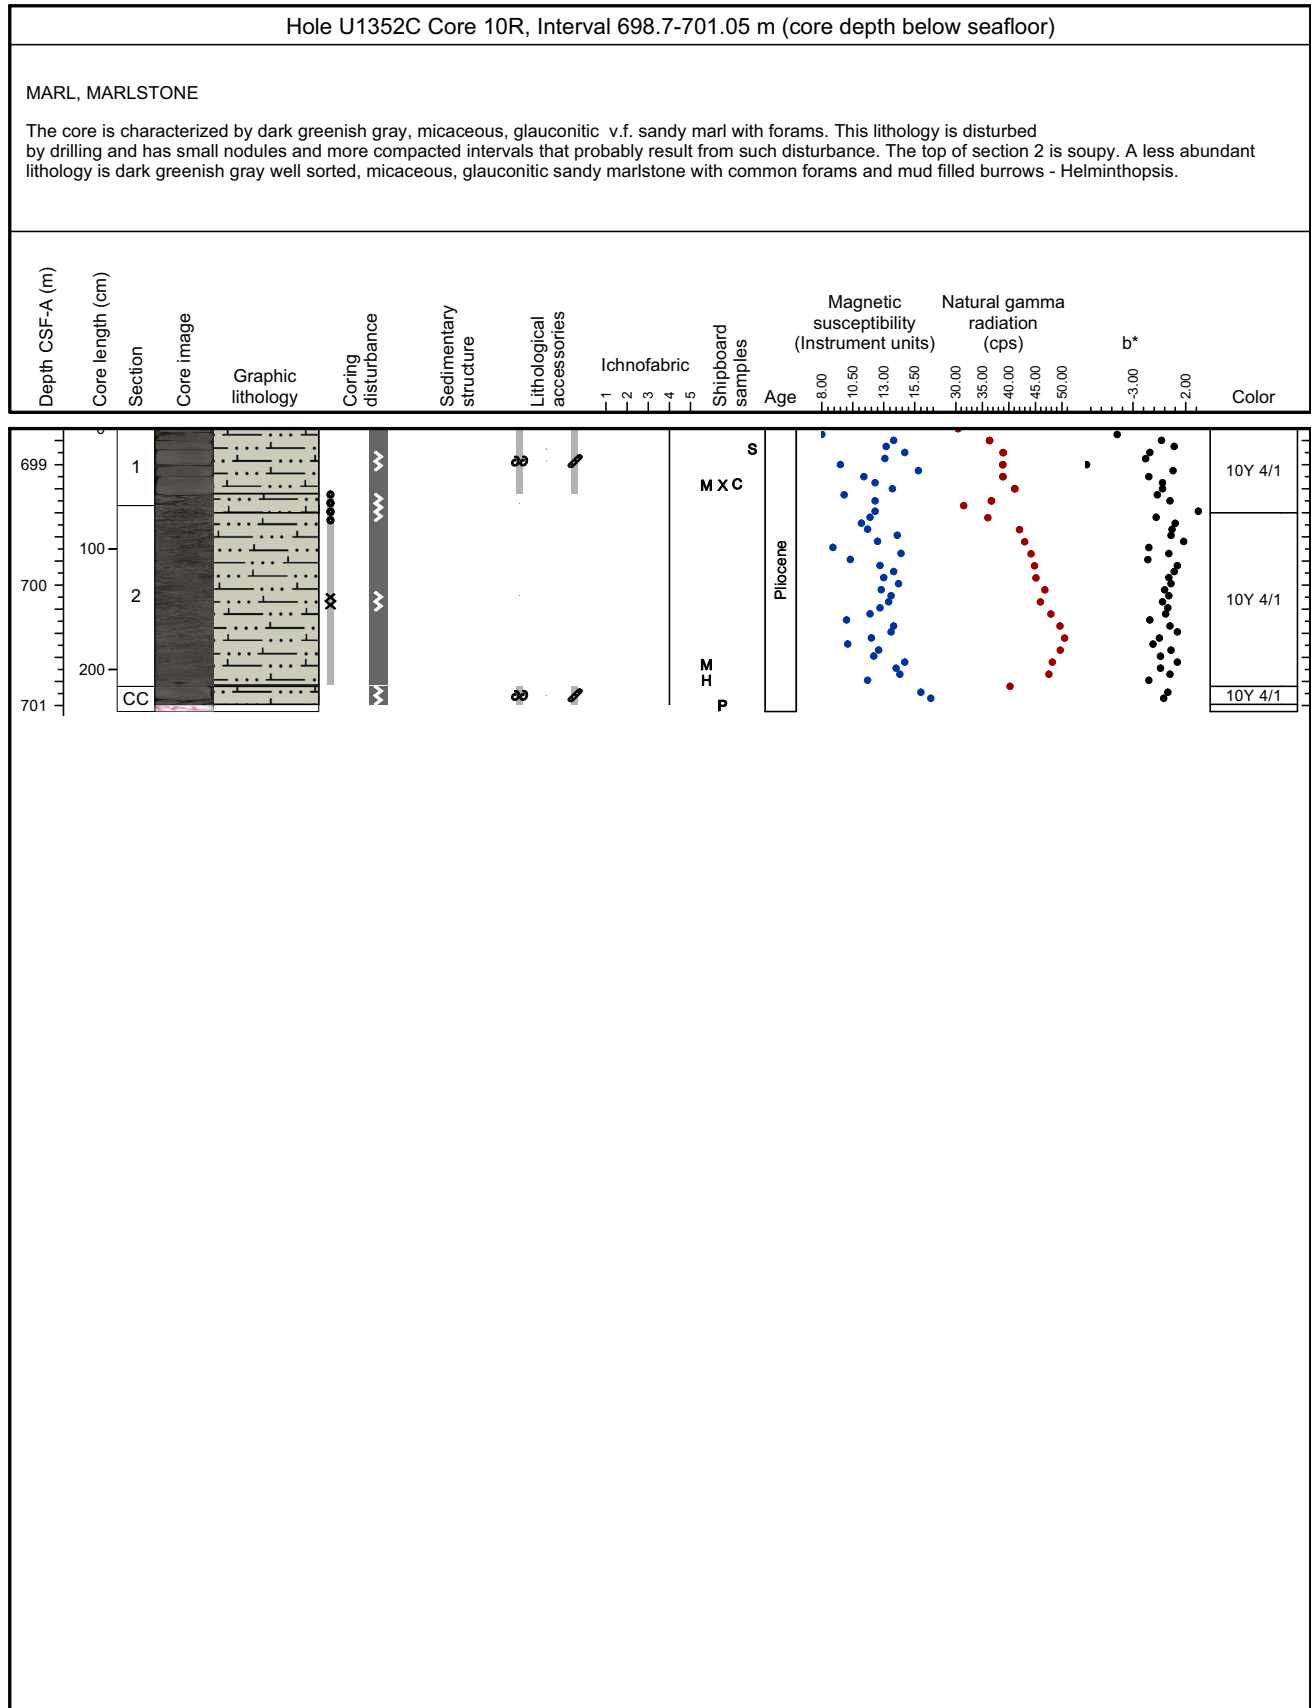 Hole U1352C Core 10R, Interval 698.7-701.05 m (core depth below seafloor)
MARL, MARLSTONE
The core is characterized by dark greenish gray, micaceous, glauconitic v.f. sandy marl with forams. This lithology is disturbed
by drilling and has small nodules and more compacted intervals that probably result from such disturbance. The top of section 2 is soupy. A less abundant
lithology is dark greenish gray well sorted, micaceous, glauconitic sandy marlstone with common forams and mud filled burrows - Helminthopsis.
Depth CSF-A (m)
Core length (cm)
Section
Core image
Graphic
lithology
Coring
disturbance
Sedimentary
structure
Lithological
accessories
Ichnofabric
1 2 3 4 5
Shipboard
samples
Age
Magnetic
susceptibility
(Instrument units)
8.00 10.50 13.00 15.50
Natural gamma
radiation
(cps)
30.00 35.00 40.00 45.00 50.00
b*
-3.00 2.00
Color
0
699
1
S
M X C
10Y 4/1
100
700
2
Pliocene
10Y 4/1
200
M
H
CC
10Y 4/1
701
P